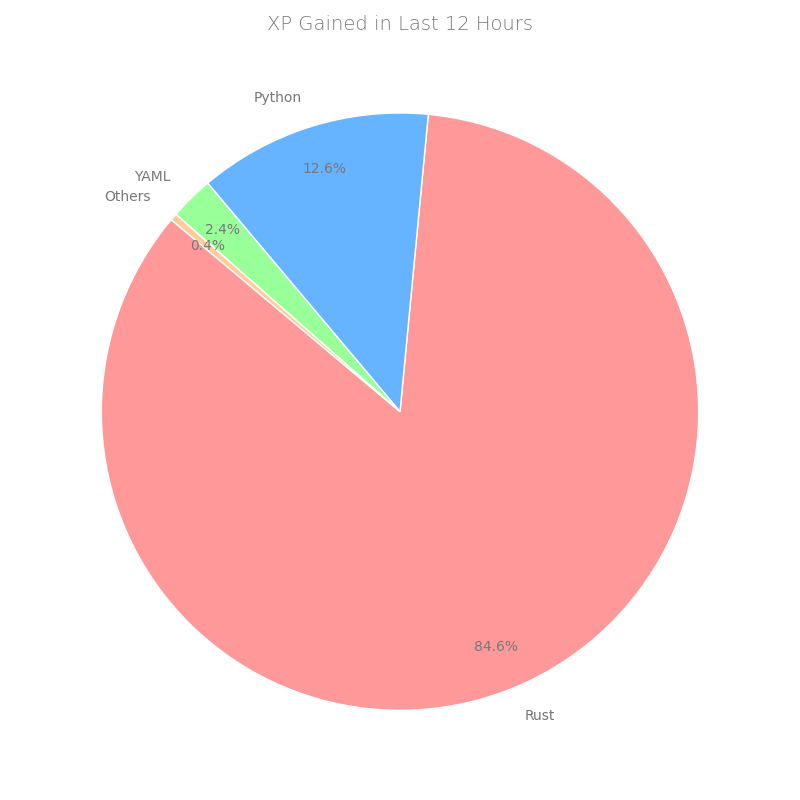 XP Gained in Last 12 Hours
Python
12.6%
YAML
Others
2.4%
0.4%
84.6%
Rust